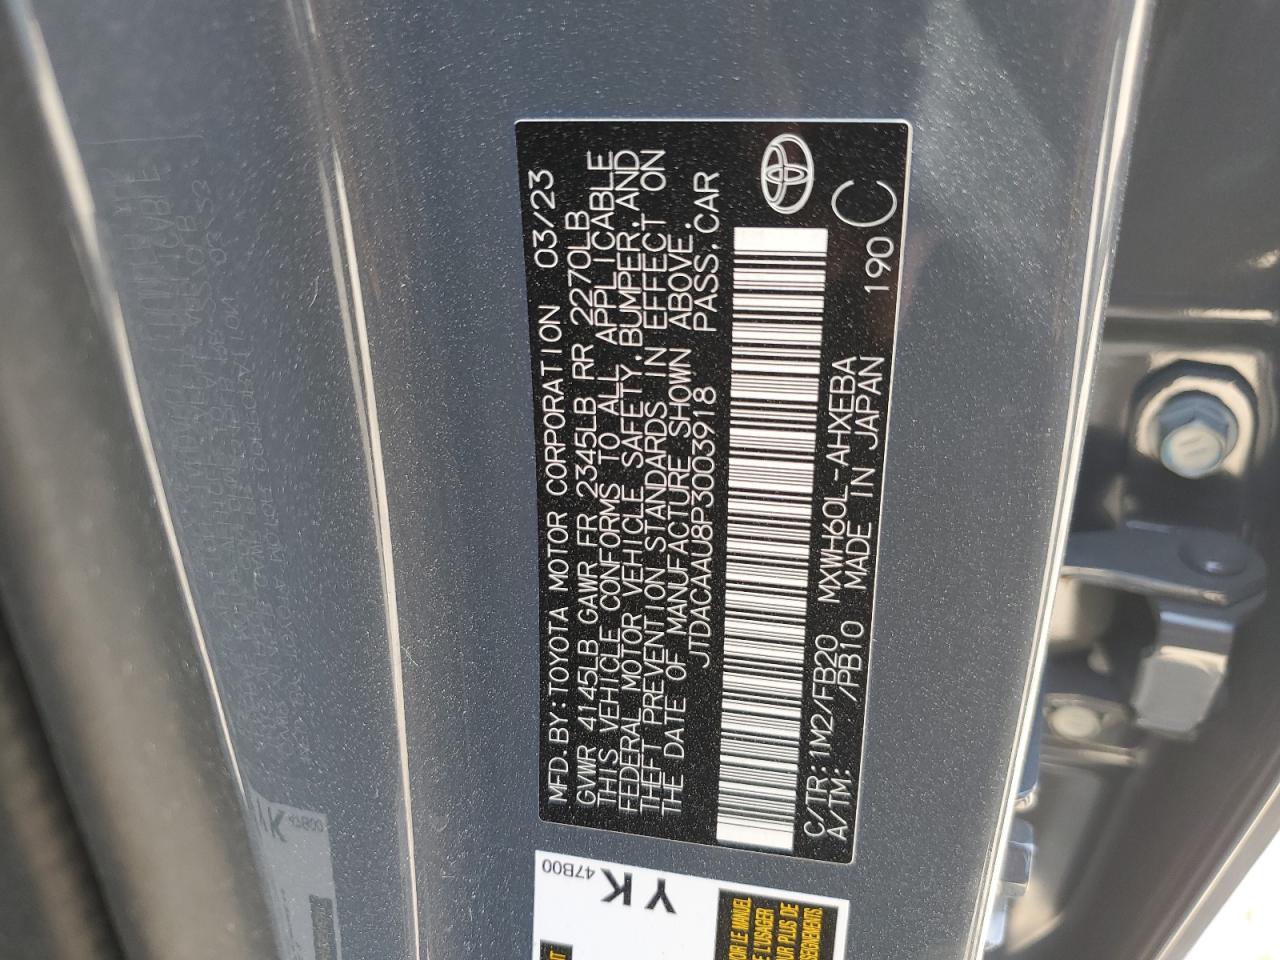 MFD.BY:TOYOTA MOTOR CORPORATION 03/23
GVWR 4145LB GAWR FR 2345LB RR 2270LB
THIS VEHICLE CONFORMS TO ALL APPLICABLE
FEDERAL MOTOR VEHICLE SAFETY,BUMPER,AND
THEFT PREVENTION STANDARDS IN EFFECT ON
THE DATE OF MANUFACTURE SHOWN ABOVE.
JTDACAAU8P3003918 PASS.CAR
C/TR:1M2/FB20 MXWH60L-AHXEBA 190 C
A/TM: /PB10 MADE IN JAPAN
47B00
YK